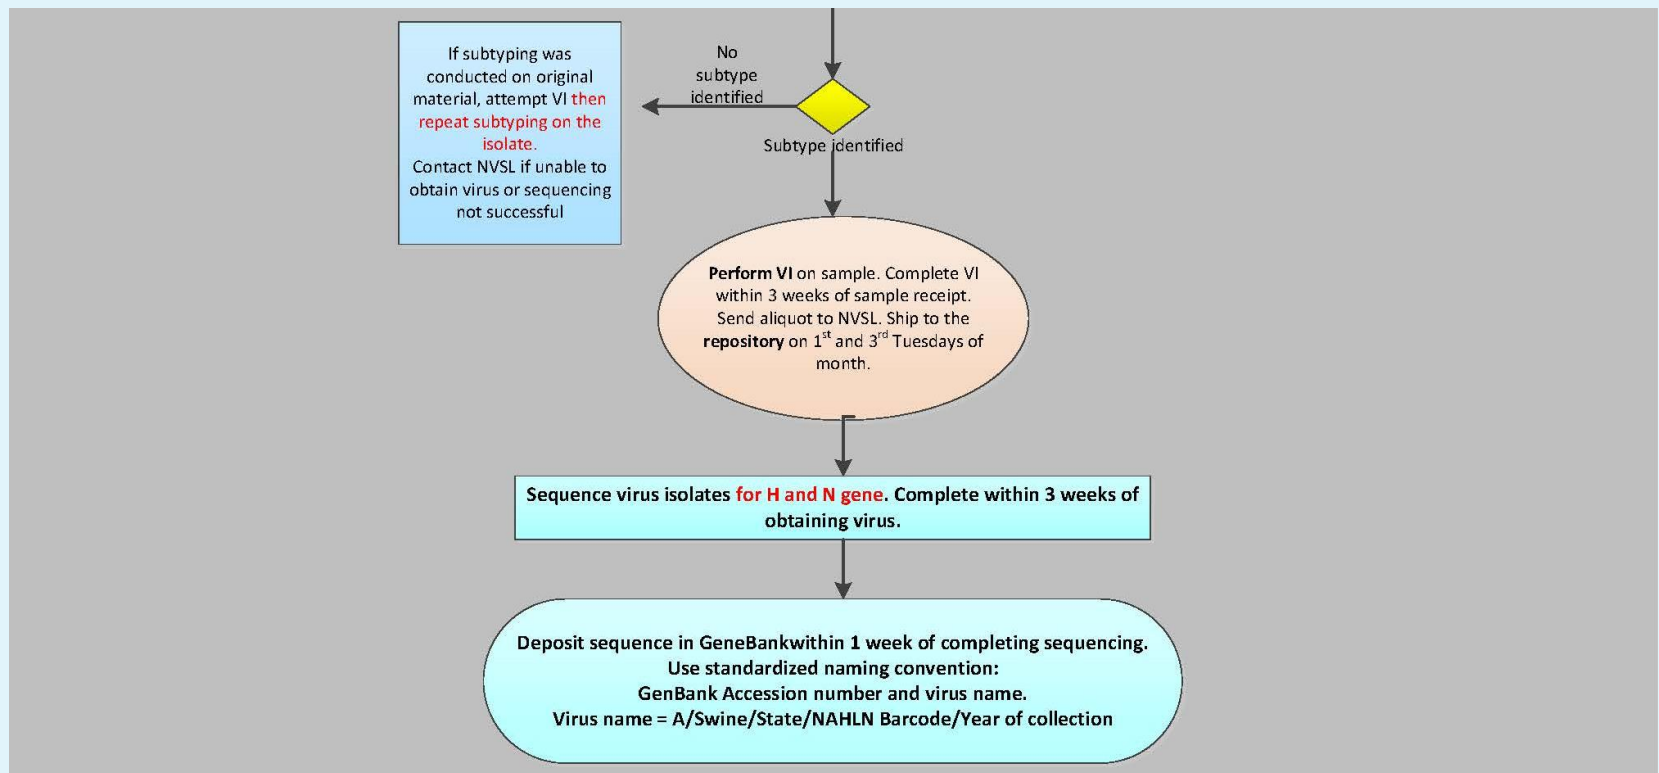 If subtyping was
conducted on original
material, attempt VI then
repeat subtyping on the
isolate.
Contact NVSL if unable to
obtain virus or sequencing
not successful
No
subtype
identified
Subtype identified
Perform VI on sample. Complete VI
within 3 weeks of sample receipt.
Send aliquot to NVSL. Ship to the
repository on 1st and 3rd Tuesdays of
month.
Sequence virus isolates for H and N gene. Complete within 3 weeks of
obtaining virus.
Deposit sequence in GeneBankwithin 1 week of completing sequencing.
Use standardized naming convention:
GenBank Accession number and virus name.
Virus name = A/Swine/State/NAHLN Barcode/Year of collection